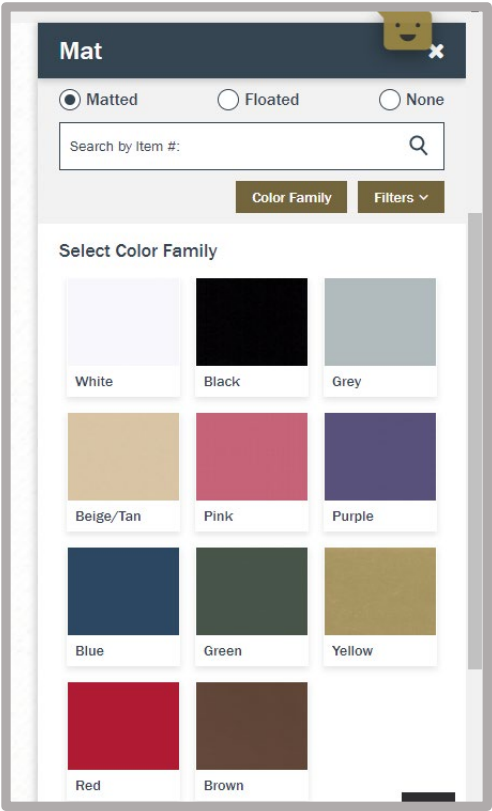 Mat
Matted Floated None
Search by Item #:
Color Family Filters
Select Color Family
White Black Grey
Beige/Tan Pink Purple
Blue Green Yellow
Red Brown